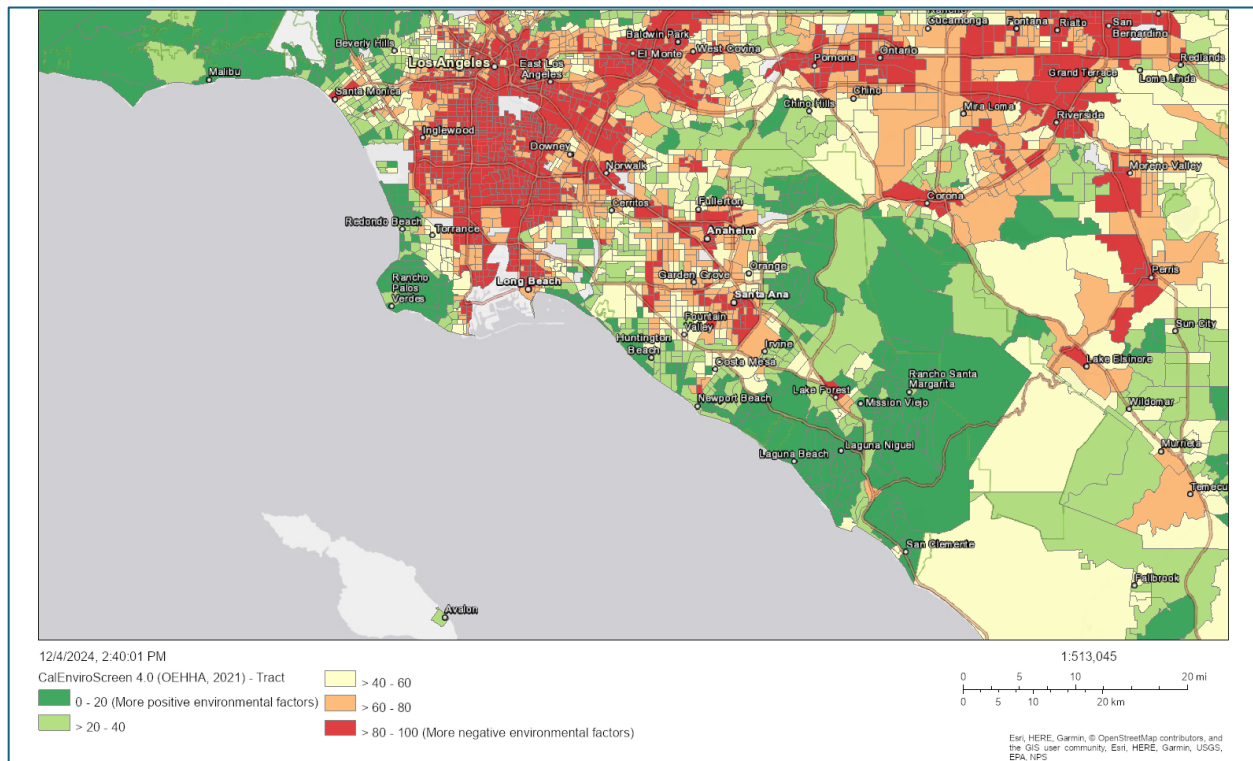 Rancho
Cucamonga
Fontana
Rialto
San
Bernardino
Beverly Hills
Baldwin Park
El Monte
West Covina
Ontario
Redlands
Los Angeles
East Los
Angeles
Pomona
Grand Terrace
Loma Linda
Malibu
Santa Monica
Chino Hills
Chino
Mira Loma
Riverside
Inglewood
Downey
Norwalk
Moreno Valley
Cerritos
Fullerton
Corona
Redondo Beach
Torrance
Anaheim
Rancho
Palos
Verdes
Long Beach
Garden Grove
Orange
Perris
Santa Ana
Fountain
Valley
Sun City
Huntington
Beach
Irvine
Costa Mesa
Lake Elsinore
Rancho Santa
Margarita
Lake Forest
Mission Viejo
Newport Beach
Wildomar
Laguna Beach
Laguna Niguel
Murrieta
Temecu
San Clemente
Fallbrook
Avalon
12/4/2024, 2:40:01 PM
CalEnviroScreen 4.0 (OEHHA, 2021) - Tract
0 - 20 (More positive environmental factors)
> 20 - 40
> 40 - 60
> 60 - 80
> 80 - 100 (More negative environmental factors)
1:513,045
0 5 10 20 mi
0 5 10 20 km
Esri, HERE, Garmin, © OpenStreetMap contributors, and
the GIS user community, Esri, HERE, Garmin, USGS,
EPA, NPS